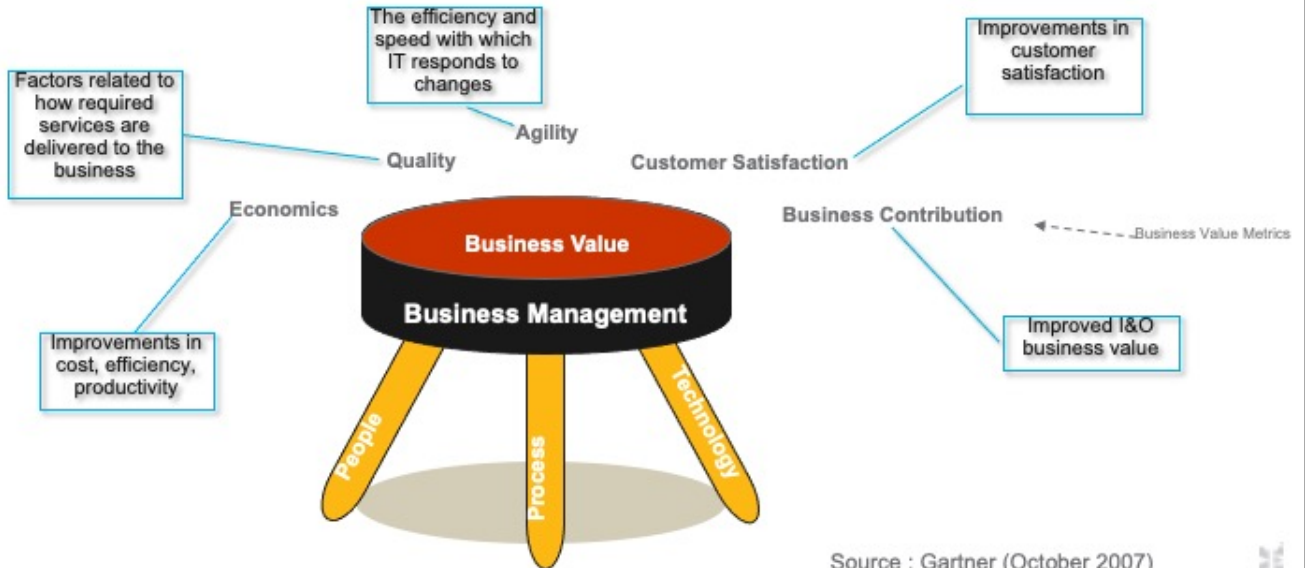 The efficiency and
speed with which
IT responds to
changes
Improvements in
customer
satisfaction
Factors related to
how required
services are
delivered to the
business
Agility
Quality
Customer Satisfaction
Economics
Business Contribution
Business Value Metrics
Business Value
Business Management
Improvements in
cost, efficiency,
productivity
Improved I&O
business value
People
Process
Technology
Source : Gartner (October 2007)